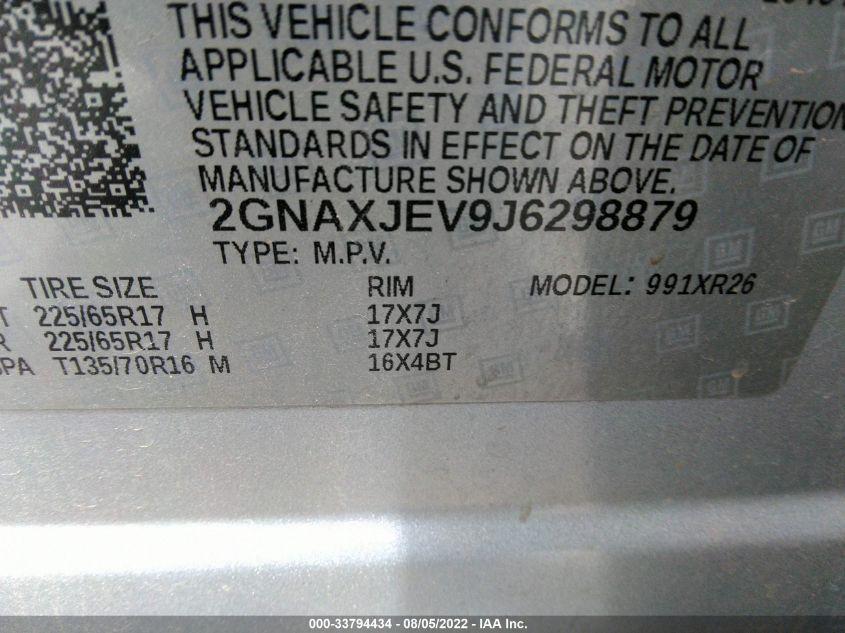 THIS VEHICLE CONFORMS TO ALL
APPLICABLE U.S. FEDERAL MOTOR
VEHICLE SAFETY AND THEFT PREVENTION
STANDARDS IN EFFECT ON THE DATE OF
MANUFACTURE SHOWN ABOVE.
2GNAXJEV9J6298879
TYPE: M.P.V.
TIRE SIZE RIM MODEL: 991XR26
T 225/65R17 H 17X7J
R 225/65R17 H 17X7J
SPA T135/70R16 M 16X4BT
GM
000-33794434 - 08/05/2022 - IAA Inc.